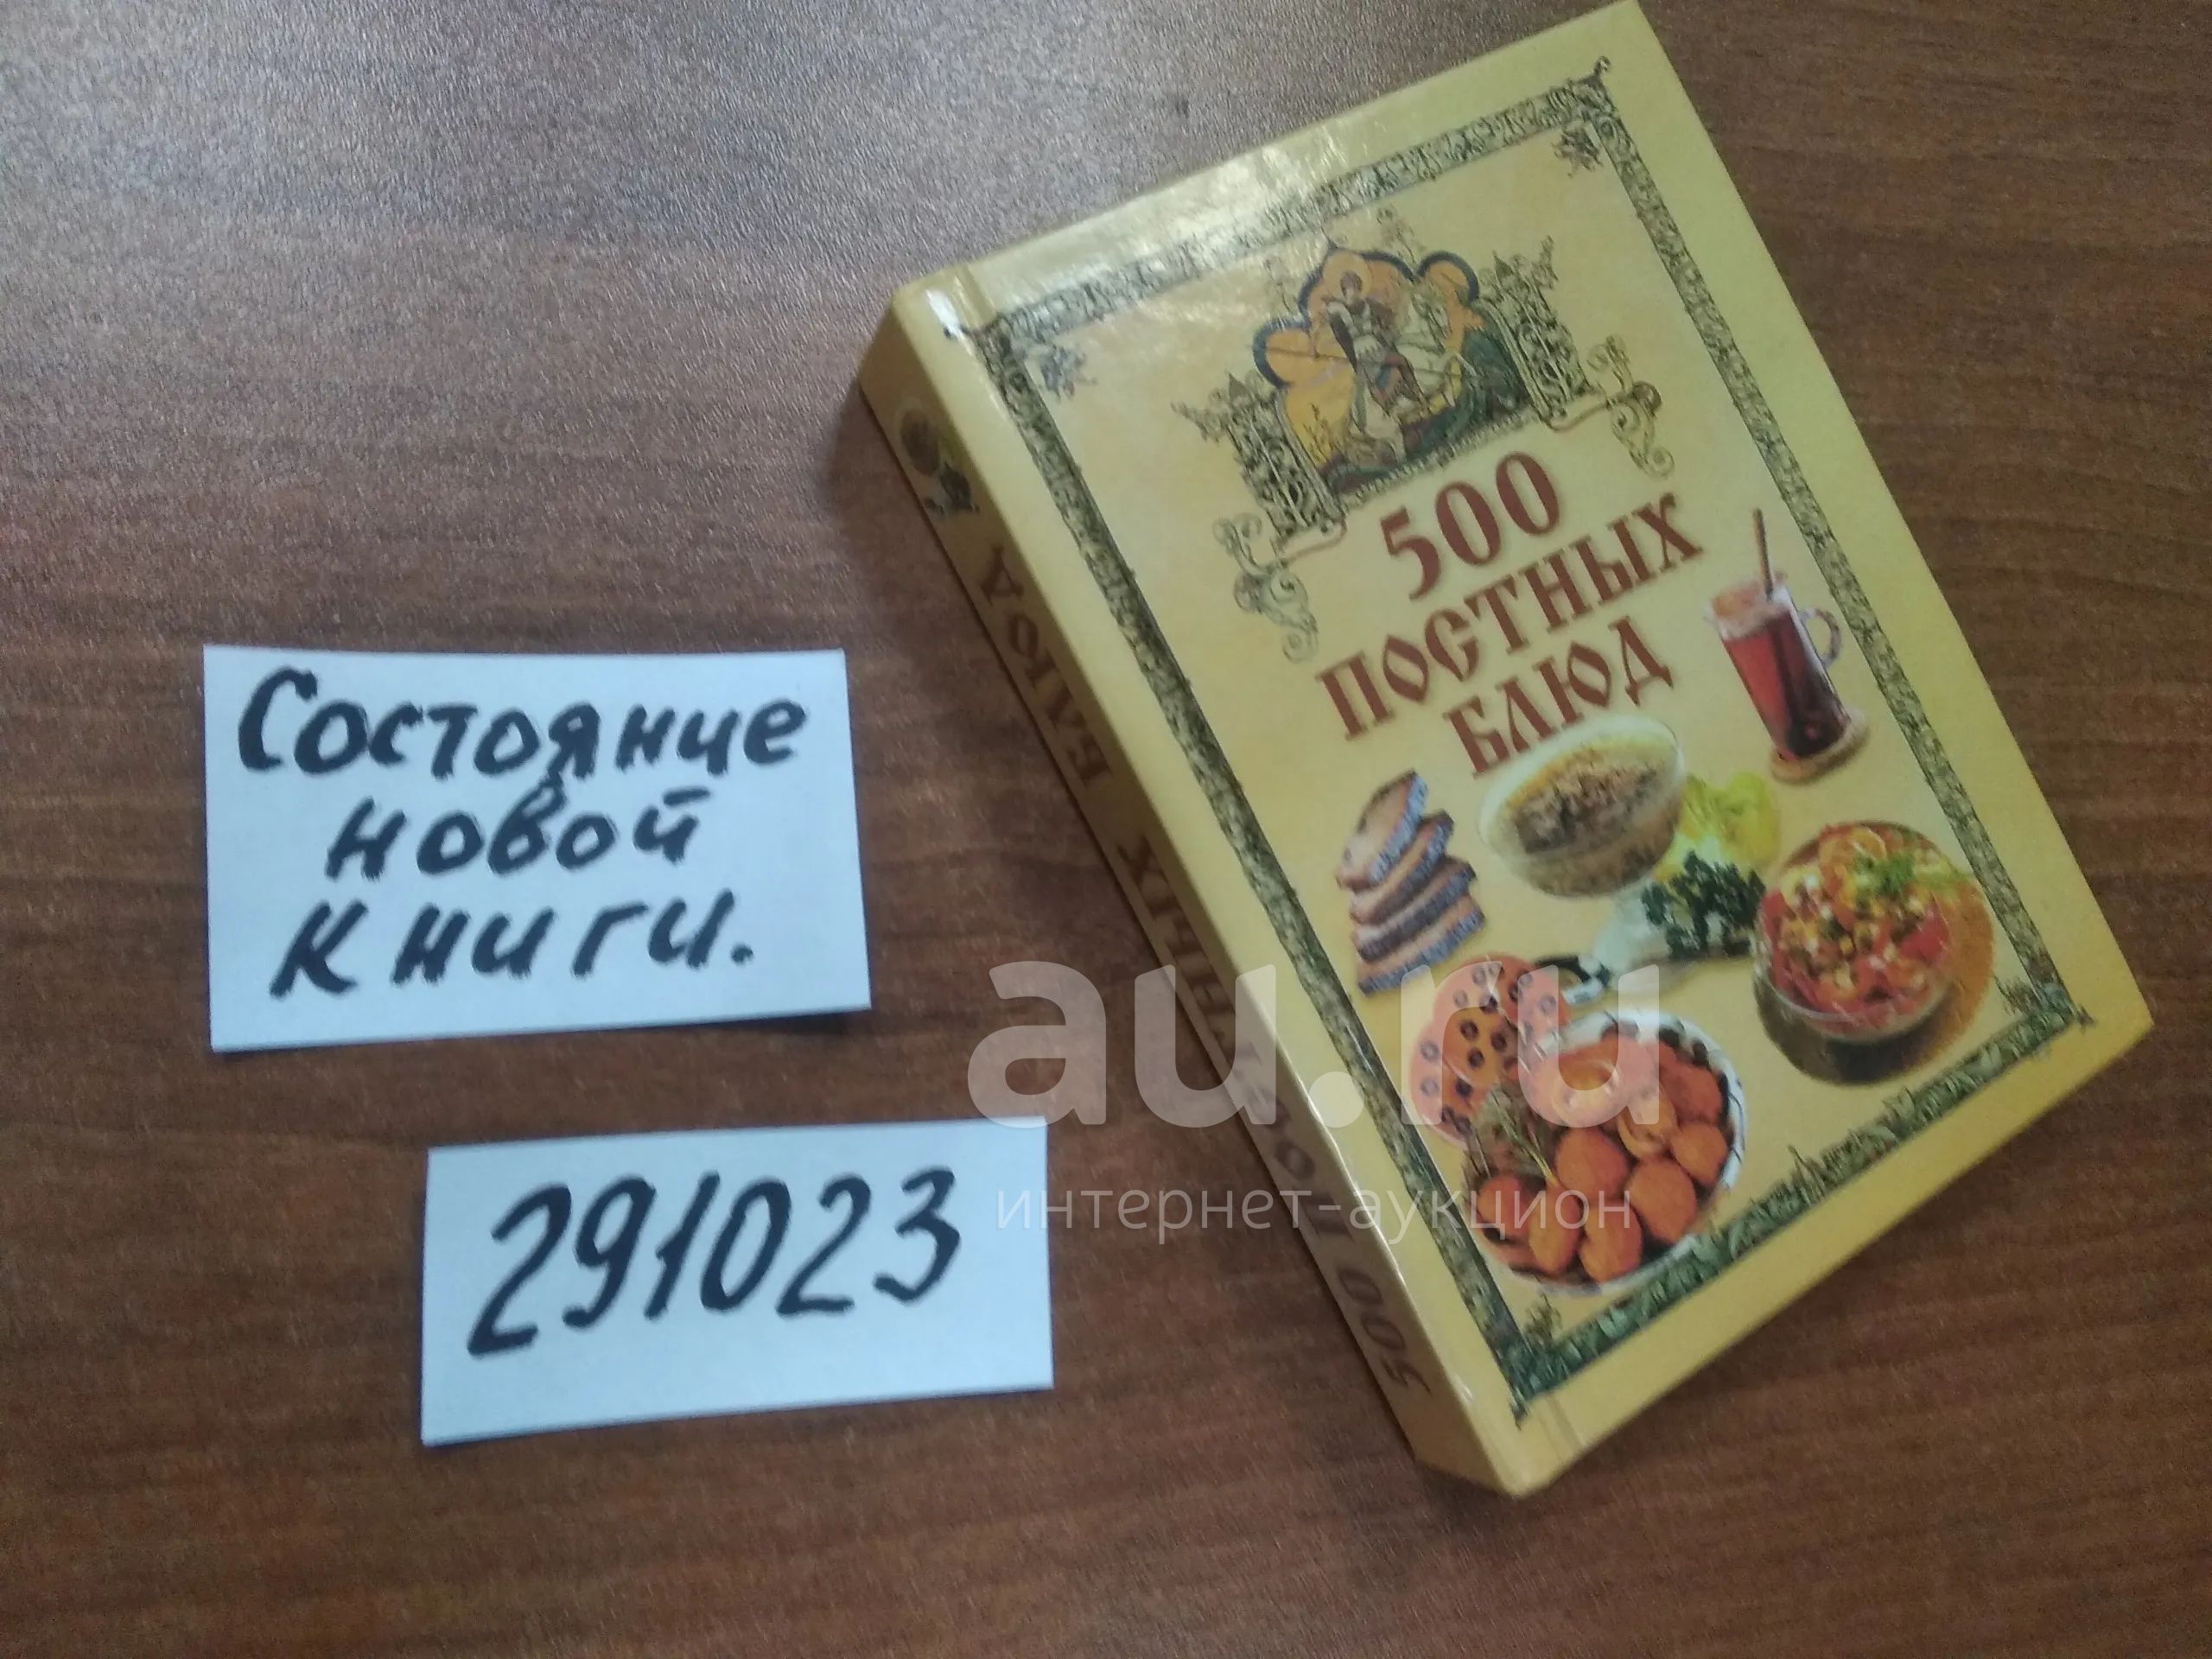 500
ПОСТНЫХ
БЛЮД
500 ПОСТНЫХ БЛЮД
Состояние
новой
книги.
291023
au.ru
интернет-аукцион